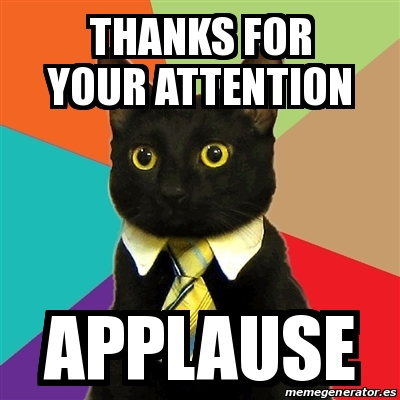 THANKS FOR
YOUR ATTENTION
APPLAUSE
memegenerator.es